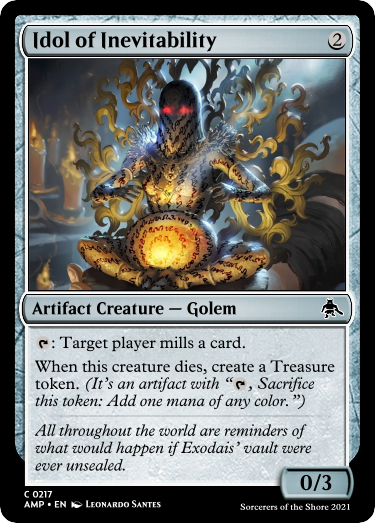 Idol of Inevitability 2
Artifact Creature — Golem
: Target player mills a card.
When this creature dies, create a Treasure
token. (It's an artifact with “, Sacrifice
this token: Add one mana of any color.”)
All throughout the world are reminders of
what would happen if Exodais' vault were
ever unsealed.
0/3
C 0217
AMP • EN Leonardo Santes
Sorcerers of the Shore 2021